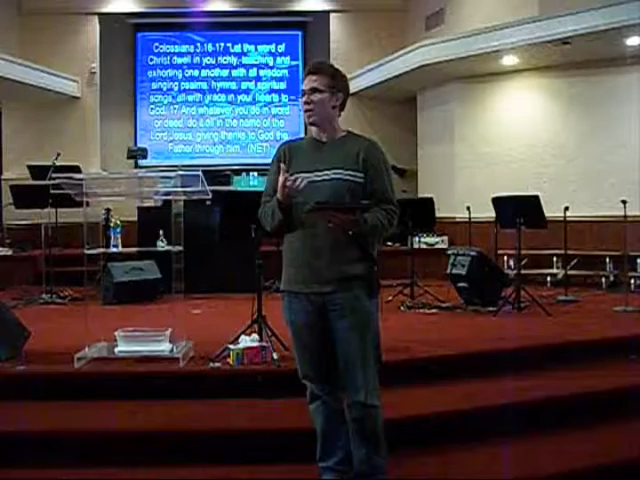 Colossians 3:16-17 "Let the word of
Christ dwell in you richly, teaching and
exhorting one another with all wisdom,
singing psalms, hymns, and spiritual
songs, all with grace in your hearts to
God. 17 And whatever you do in word
or deed, do it all in the name of the
Lord Jesus, giving thanks to God the
Father through him." (NET)